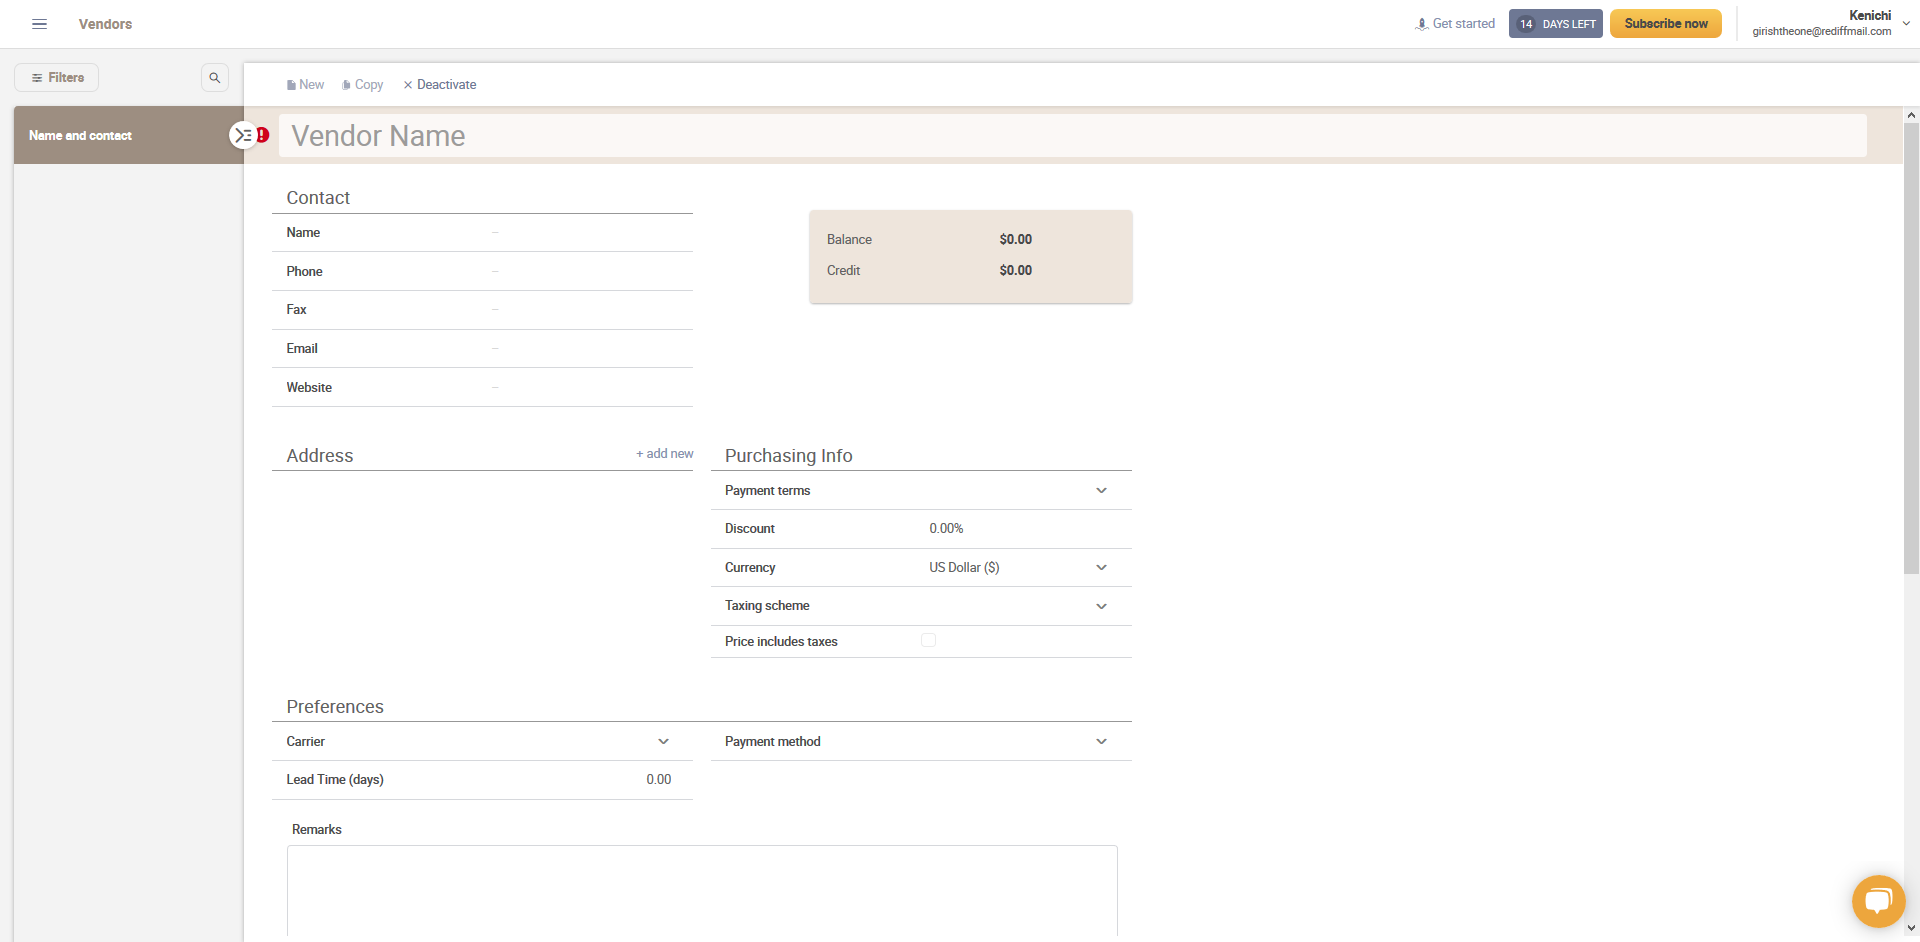 Vendors
Get started
14 DAYS LEFT
Subscribe now
Kenichi
girishtheone@rediffmail.com
Filters
New
Copy
Deactivate
Name and contact
Vendor Name
Contact
Name –
Phone –
Fax –
Email –
Website –
Balance $0.00
Credit $0.00
Address
+ add new
Purchasing Info
Payment terms
Discount 0.00%
Currency US Dollar ($)
Taxing scheme
Price includes taxes
Preferences
Carrier
Payment method
Lead Time (days) 0.00
Remarks